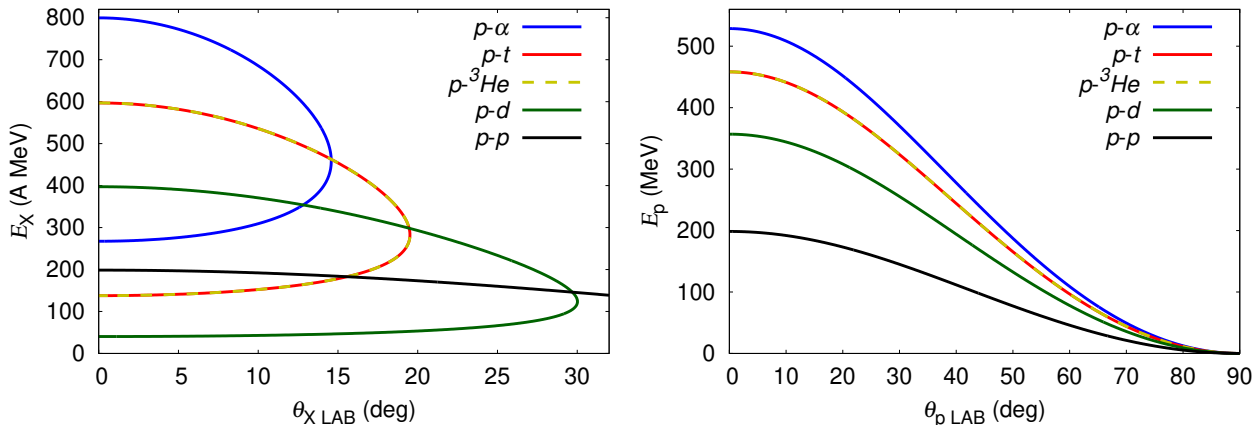 800
700
600
500
400
300
200
100
0
E_X (A MeV)
p-α
p-t
p-³He
p-d
p-p
0 5 10 15 20 25 30
θ_X LAB (deg)
500
400
300
200
100
0
E_p (MeV)
p-α
p-t
p-³He
p-d
p-p
0 10 20 30 40 50 60 70 80 90
θ_p LAB (deg)